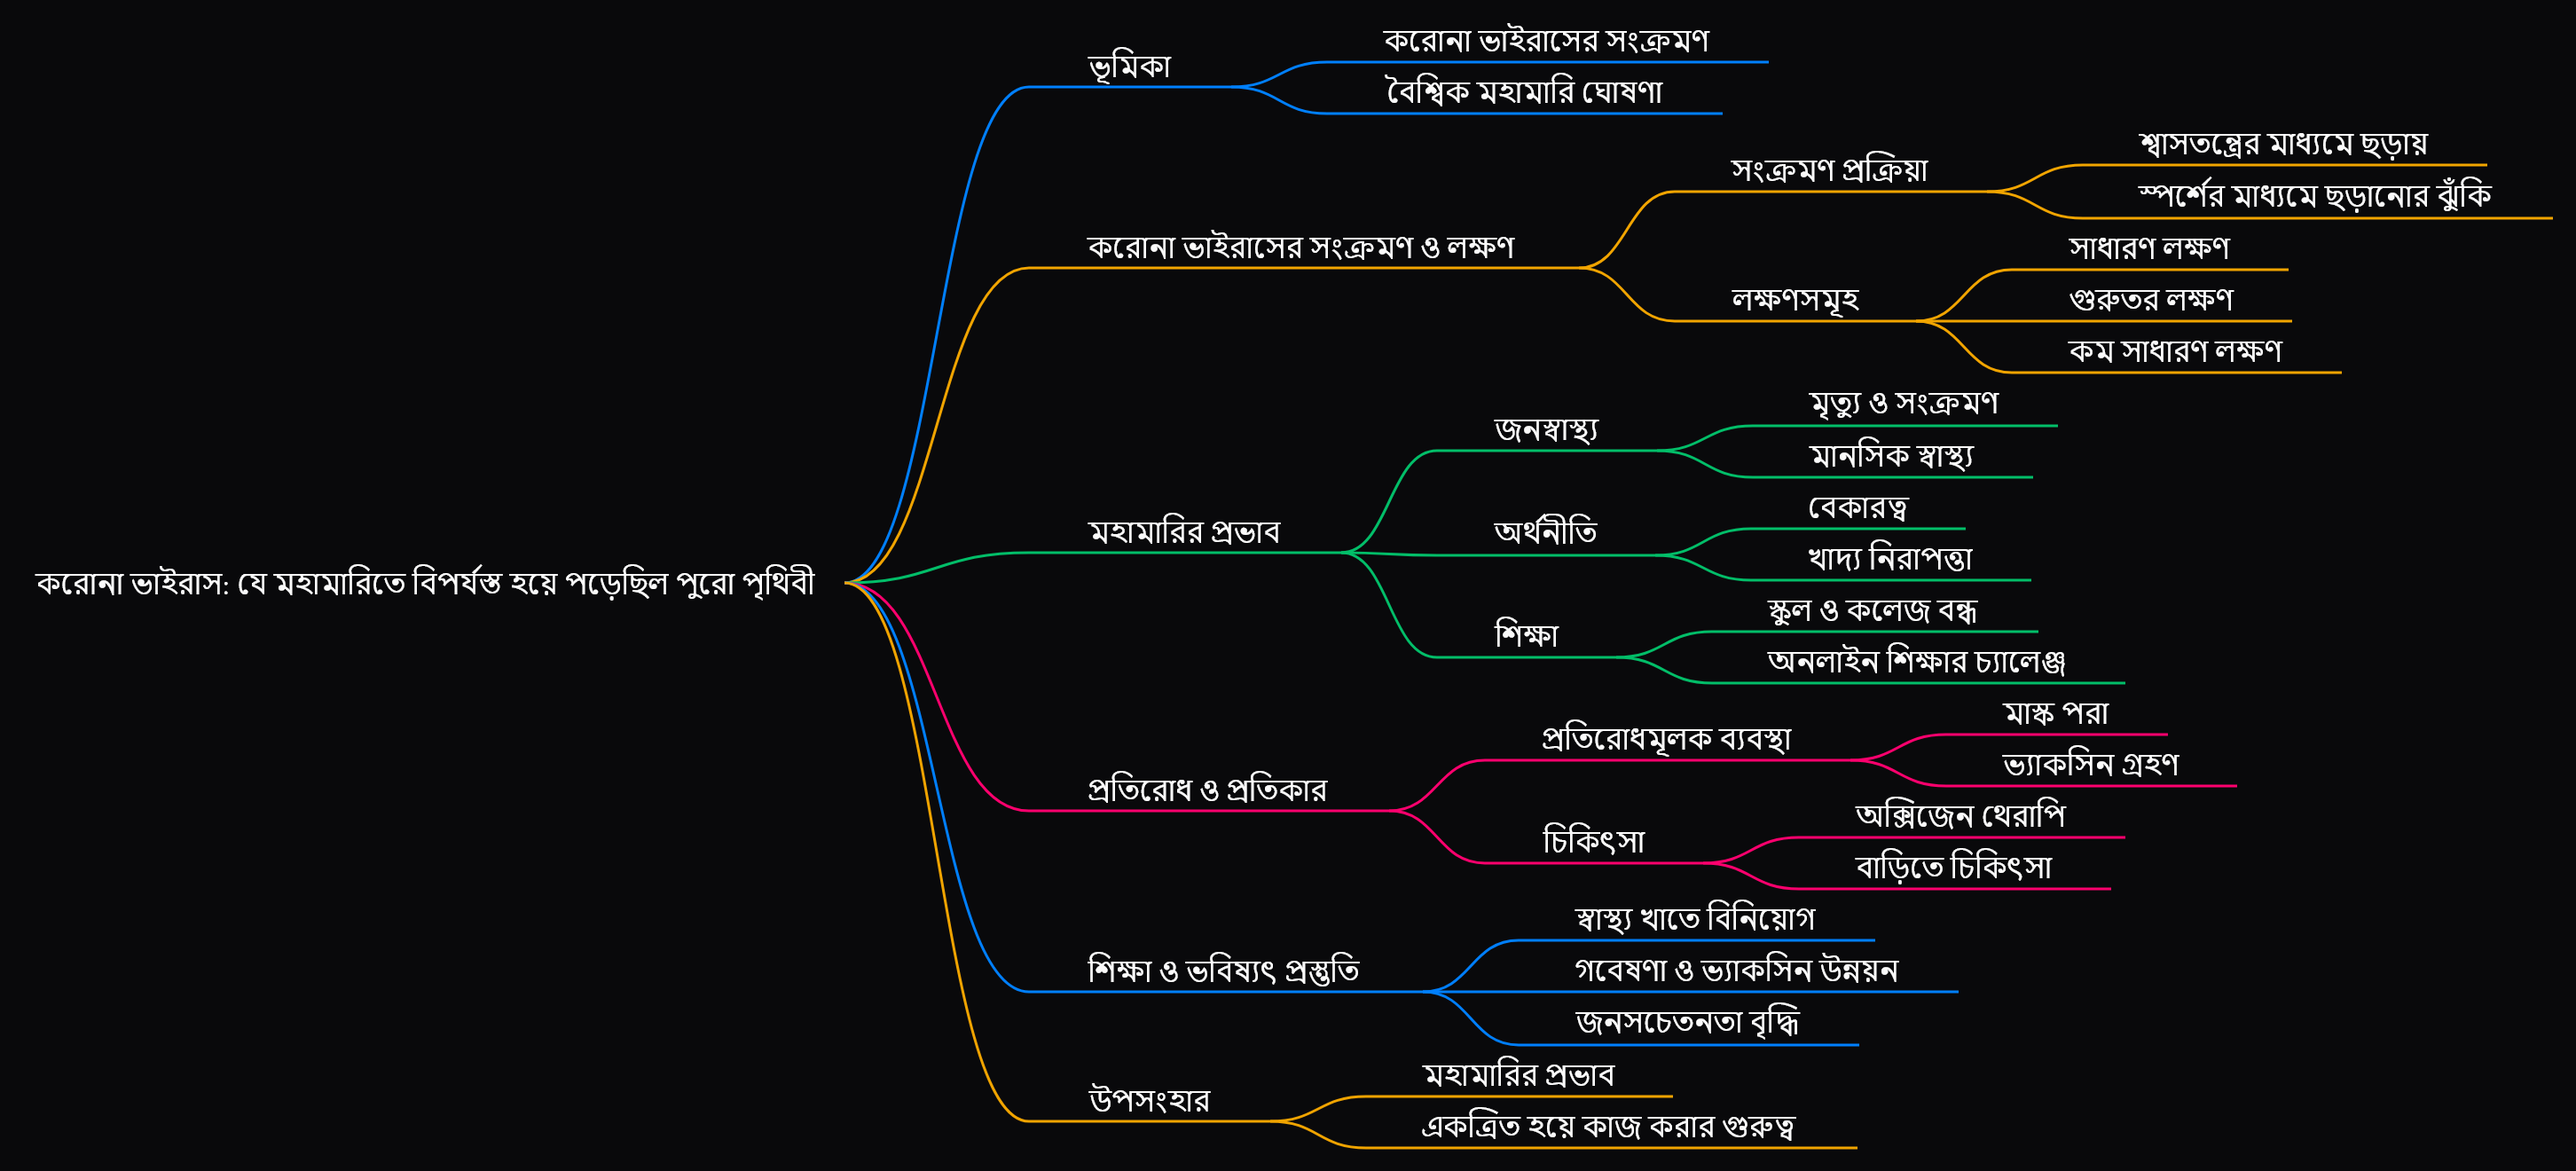 করোনা ভাইরাস: যে মহামারিতে বিপর্যস্ত হয়ে পড়েছিল পুরো পৃথিবী
ভূমিকা
করোনা ভাইরাসের সংক্রমণ
বৈশ্বিক মহামারি ঘোষণা
করোনা ভাইরাসের সংক্রমণ ও লক্ষণ
সংক্রমণ প্রক্রিয়া
শ্বাসতন্ত্রের মাধ্যমে ছড়ায়
স্পর্শের মাধ্যমে ছড়ানোর ঝুঁকি
লক্ষণসমূহ
সাধারণ লক্ষণ
গুরুতর লক্ষণ
কম সাধারণ লক্ষণ
মহামারির প্রভাব
জনস্বাস্থ্য
মৃত্যু ও সংক্রমণ
মানসিক স্বাস্থ্য
অর্থনীতি
বেকারত্ব
খাদ্য নিরাপত্তা
শিক্ষা
স্কুল ও কলেজ বন্ধ
অনলাইন শিক্ষার চ্যালেঞ্জ
প্রতিরোধ ও প্রতিকার
প্রতিরোধমূলক ব্যবস্থা
মাস্ক পরা
ভ্যাকসিন গ্রহণ
চিকিৎসা
অক্সিজেন থেরাপি
বাড়িতে চিকিৎসা
শিক্ষা ও ভবিষ্যৎ প্রস্তুতি
স্বাস্থ্য খাতে বিনিয়োগ
গবেষণা ও ভ্যাকসিন উন্নয়ন
জনসচেতনতা বৃদ্ধি
উপসংহার
মহামারির প্রভাব
একত্রিত হয়ে কাজ করার গুরুত্ব